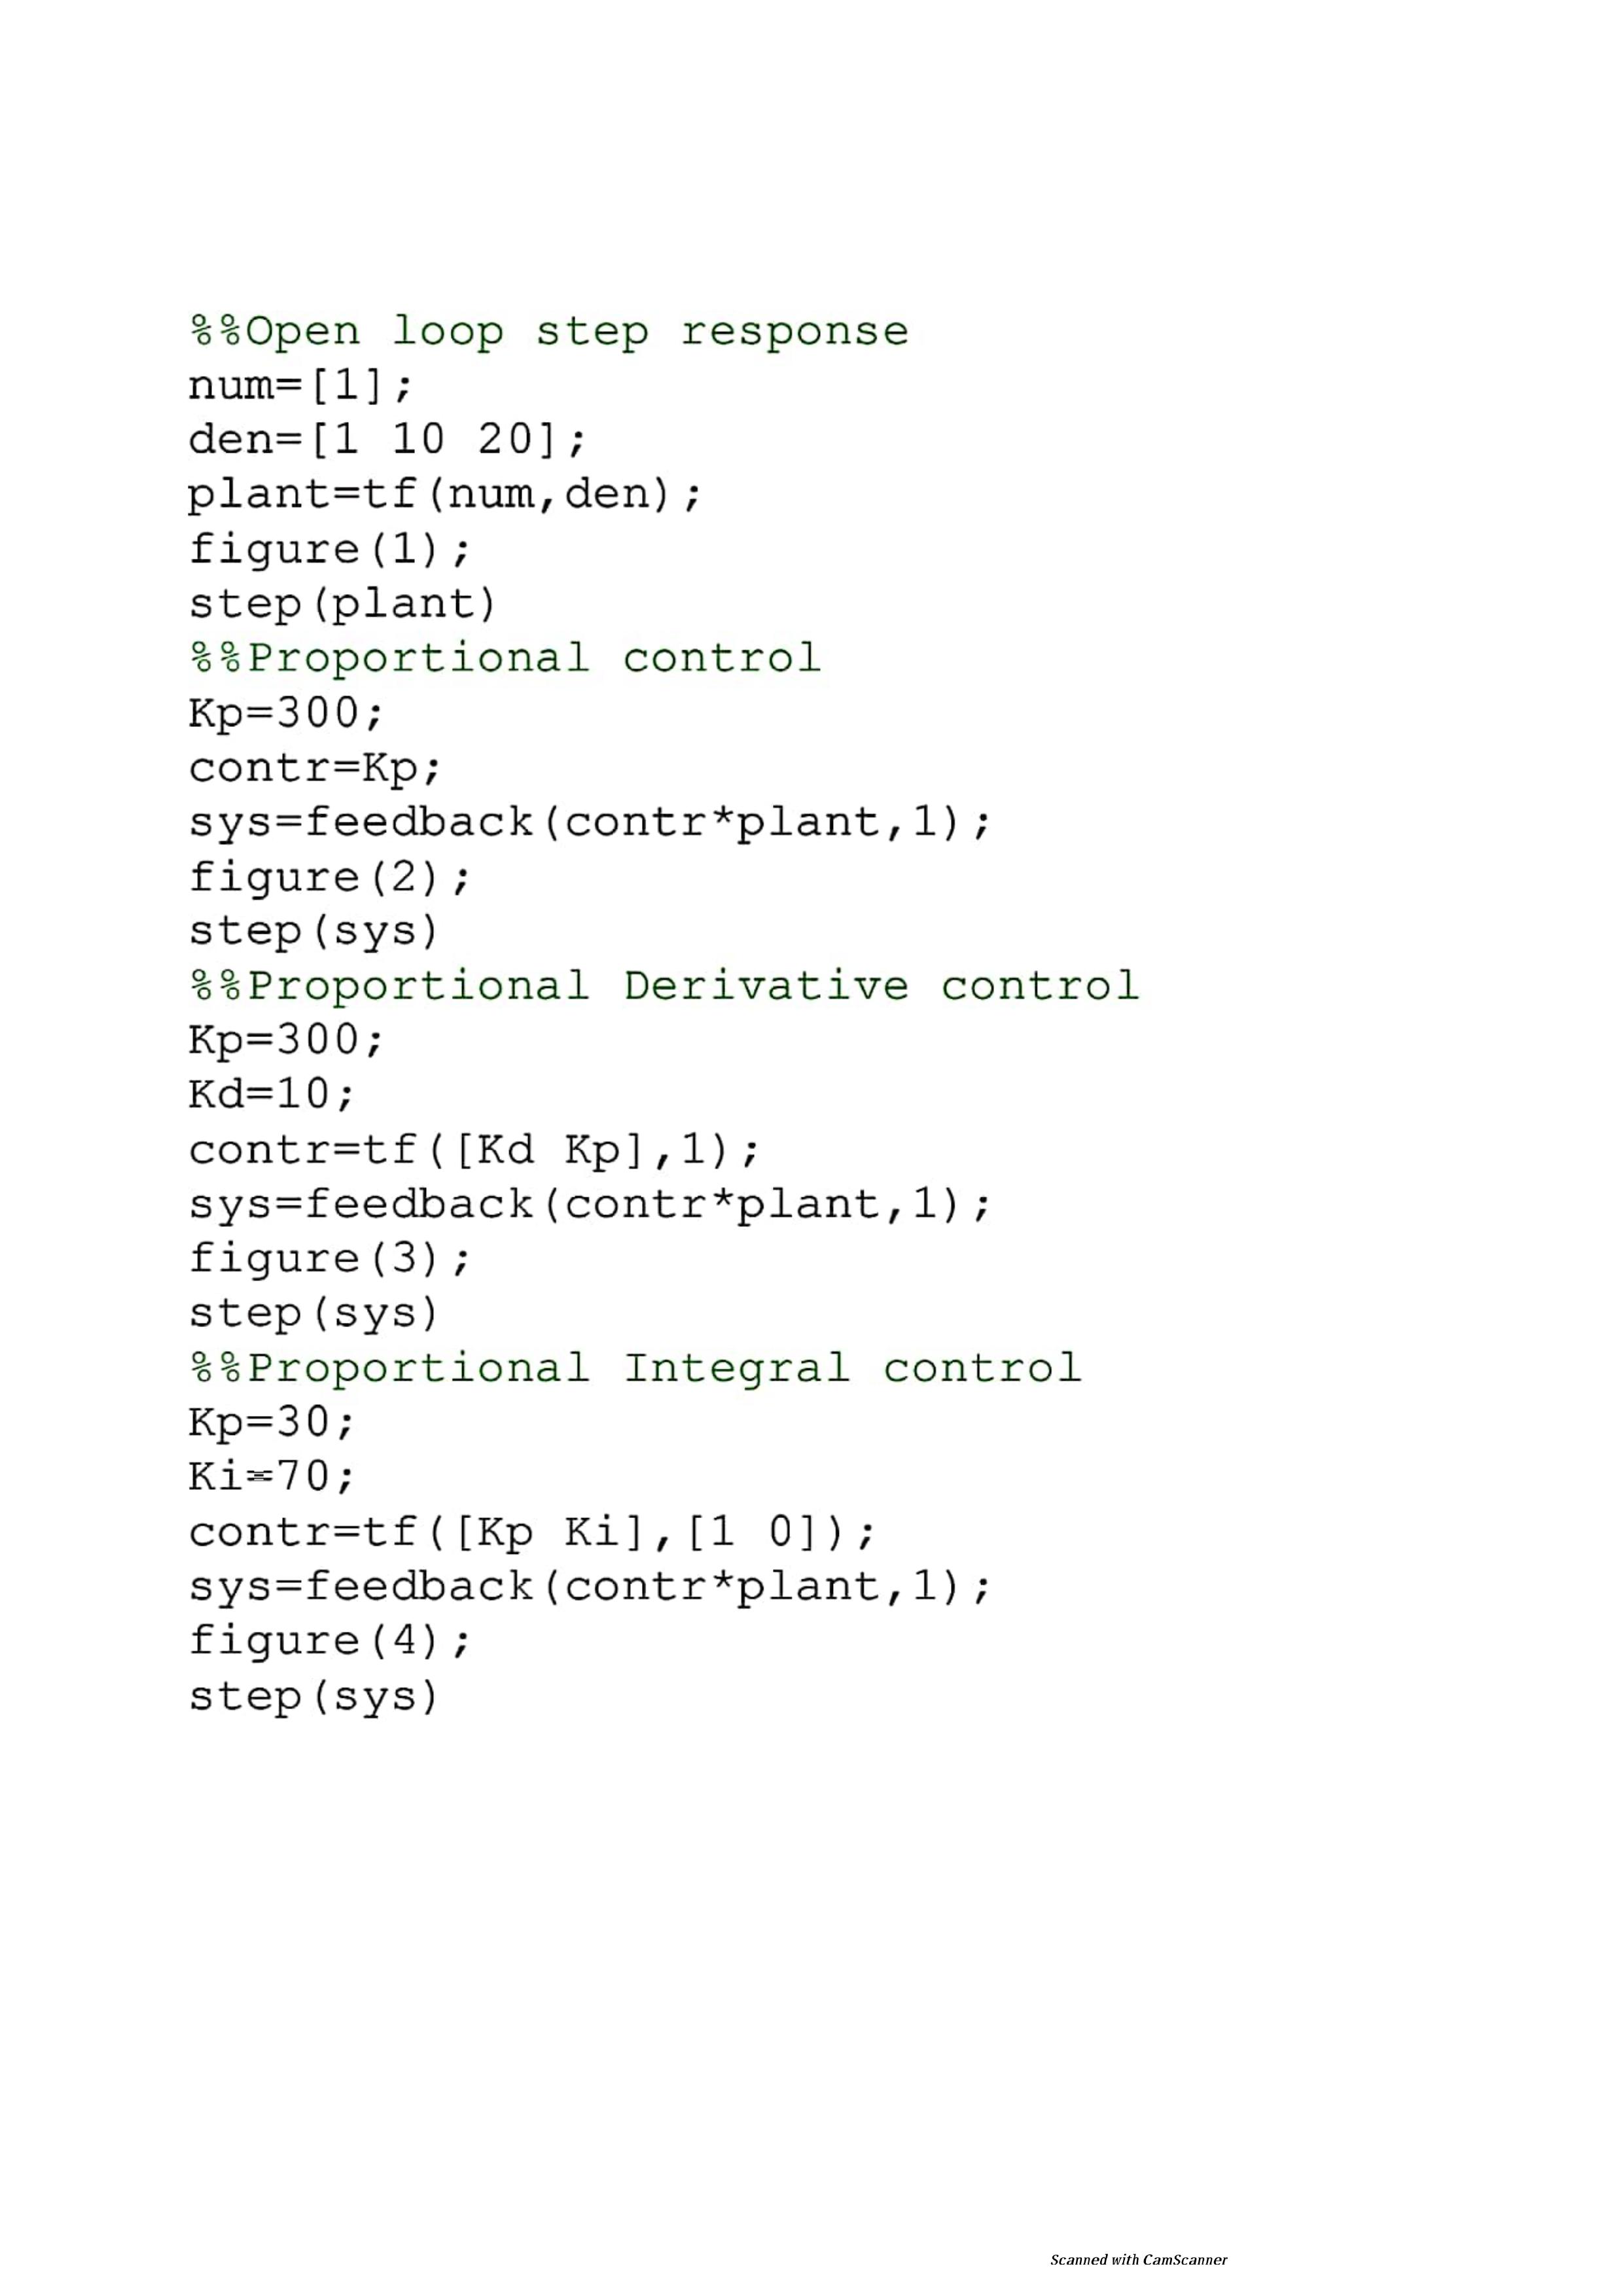 %%Open loop step response
num=[1];
den=[1 10 20];
plant=tf(num,den);
figure(1);
step(plant)
%%Proportional control
Kp=300;
contr=Kp;
sys=feedback(contr*plant,1);
figure(2);
step(sys)
%%Proportional Derivative control
Kp=300;
Kd=10;
contr=tf([Kd Kp],1);
sys=feedback(contr*plant,1);
figure(3);
step(sys)
%%Proportional Integral control
Kp=30;
Ki=70;
contr=tf([Kp Ki],[1 0]);
sys=feedback(contr*plant,1);
figure(4);
step(sys)
Scanned with CamScanner